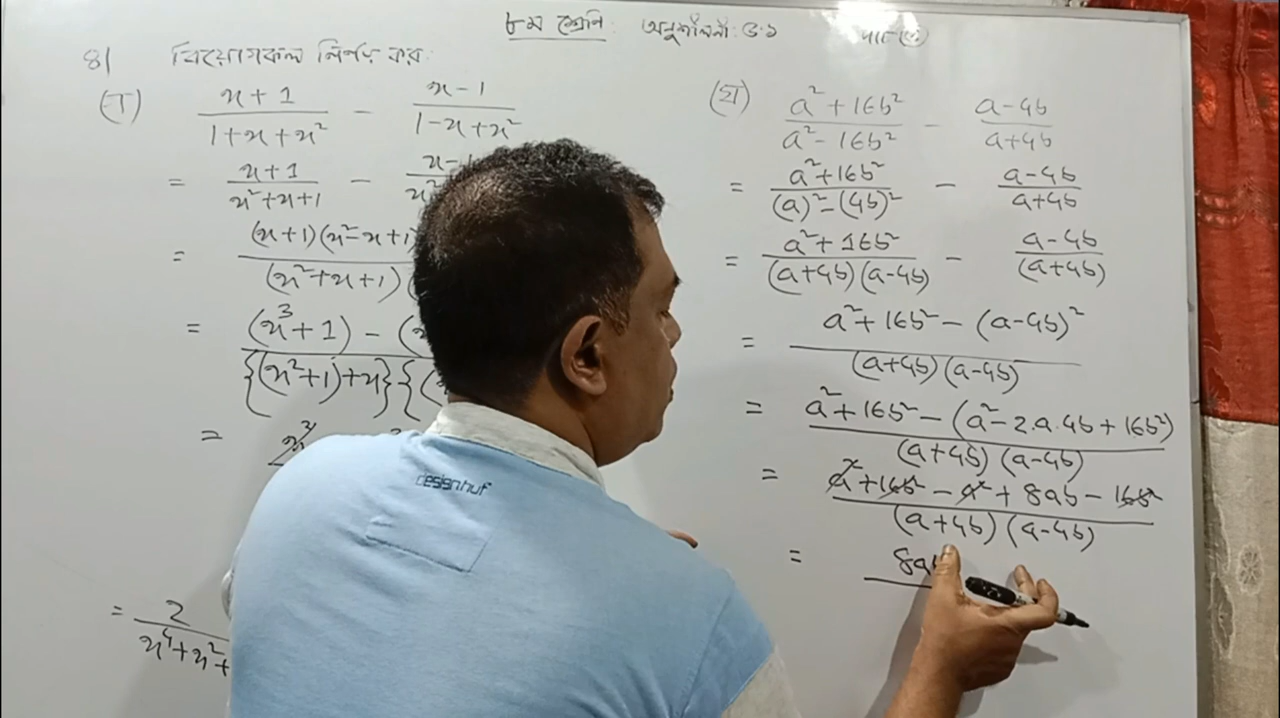 ৮ম শ্রেণি: অনুশীলনী: ৫.১
৪। বিয়োগফল নির্ণয় কর:
(গ) x + 1 / 1 + x + x² − x − 1 / 1 − x + x²
= x + 1 / x² + x + 1 −
= (x+1)(x² − x + 1) / (x² + x + 1)
= (x³ + 1) − / {(x² + 1) + x}{
=
= 2 / x⁴ + x² +
(ঘ) a² + 16b² / a² − 16b² − a − 4b / a + 4b
= a² + 16b² / (a)² − (4b)² − a − 4b / a + 4b
= a² + 16b² / (a+4b)(a−4b) − a − 4b / (a+4b)
= a² + 16b² − (a−4b)² / (a+4b)(a−4b)
= a² + 16b² − (a² − 2.a.4b + 16b²) / (a+4b)(a−4b)
= a² + 16b² − a² + 8ab − 16b² / (a+4b)(a−4b)
= 8a
designhuf